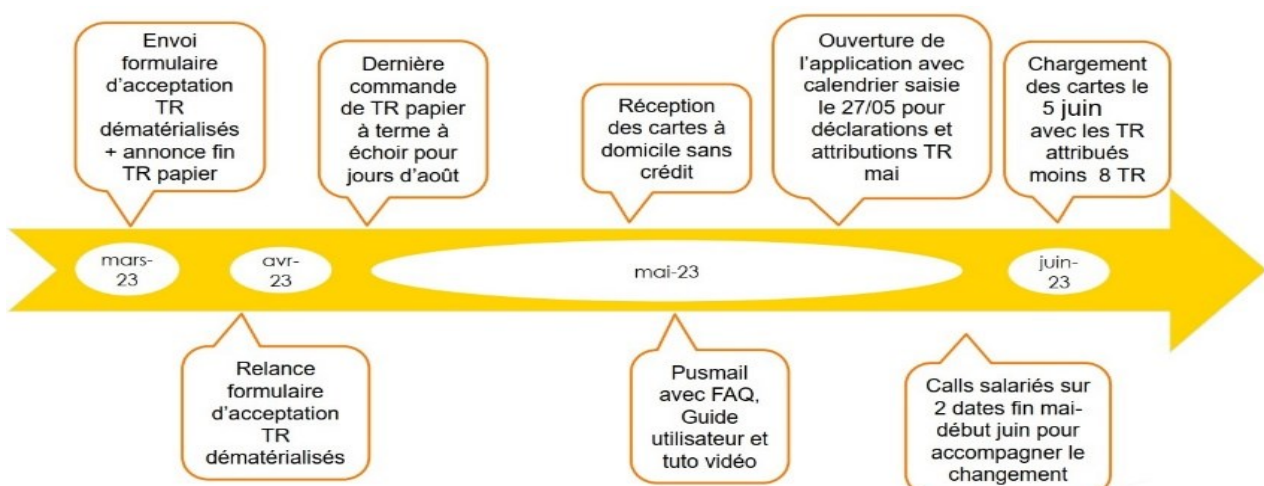 Envoi
formulaire
d'acceptation
TR
dématérialisés
+ annonce fin
TR papier
Dernière
commande
de TR papier
à terme à
échoir pour
jours d'août
Réception
des cartes à
domicile sans
crédit
Ouverture de
l'application avec
calendrier saisie
le 27/05 pour
déclarations et
attributions TR
mai
Chargement
des cartes le
5 juin
avec les TR
attribués
moins 8 TR
mars-
23
avr-
23
mai-23
juin-
23
Relance
formulaire
d'acceptation
TR
dématérialisés
Pusmail
avec FAQ,
Guide
utilisateur et
tuto vidéo
Calls salariés sur
2 dates fin mai-
début juin pour
accompagner le
changement